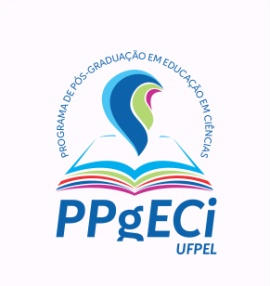 PROGRAMA DE PÓS-GRADUAÇÃO EM EDUCAÇÃO EM CIÊNCIAS
PPgECi
UFPEL